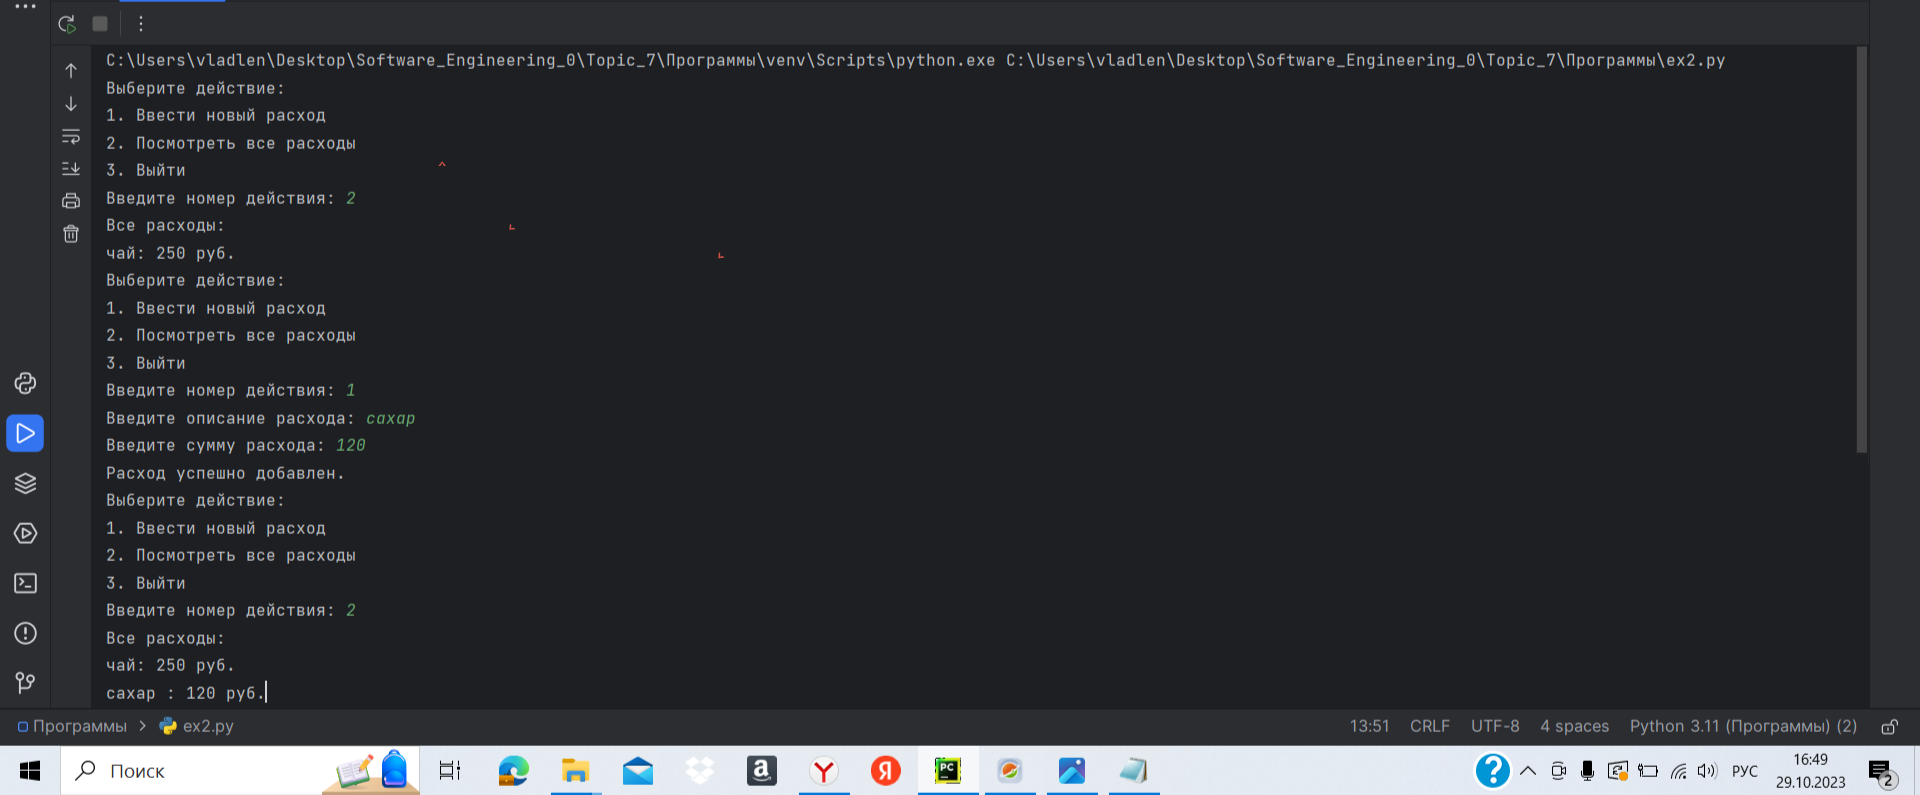 C:\Users\vladlen\Desktop\Software_Engineering_0\Topic_7\Программы\venv\Scripts\python.exe C:\Users\vladlen\Desktop\Software_Engineering_0\Topic_7\Программы\ex2.py
Выберите действие:
1. Ввести новый расход
2. Посмотреть все расходы
3. Выйти
Введите номер действия: 2
Все расходы:
чай: 250 руб.
Выберите действие:
1. Ввести новый расход
2. Посмотреть все расходы
3. Выйти
Введите номер действия: 1
Введите описание расхода: сахар
Введите сумму расхода: 120
Расход успешно добавлен.
Выберите действие:
1. Ввести новый расход
2. Посмотреть все расходы
3. Выйти
Введите номер действия: 2
Все расходы:
чай: 250 руб.
сахар : 120 руб.
Программы > ex2.py 13:51 CRLF UTF-8 4 spaces Python 3.11 (Программы) (2)
Поиск a Y Я PC ? РУС 16:49
29.10.2023 2